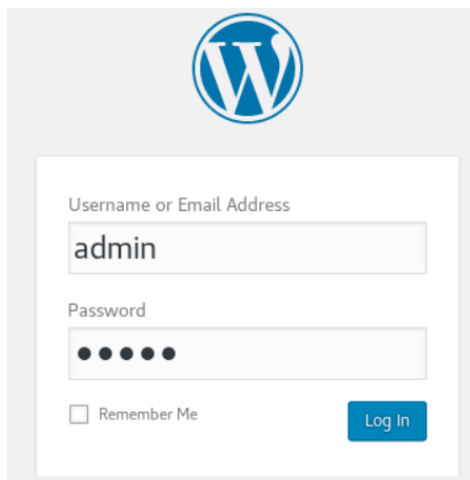 Username or Email Address
admin
Password
•••••
Remember Me
Log In